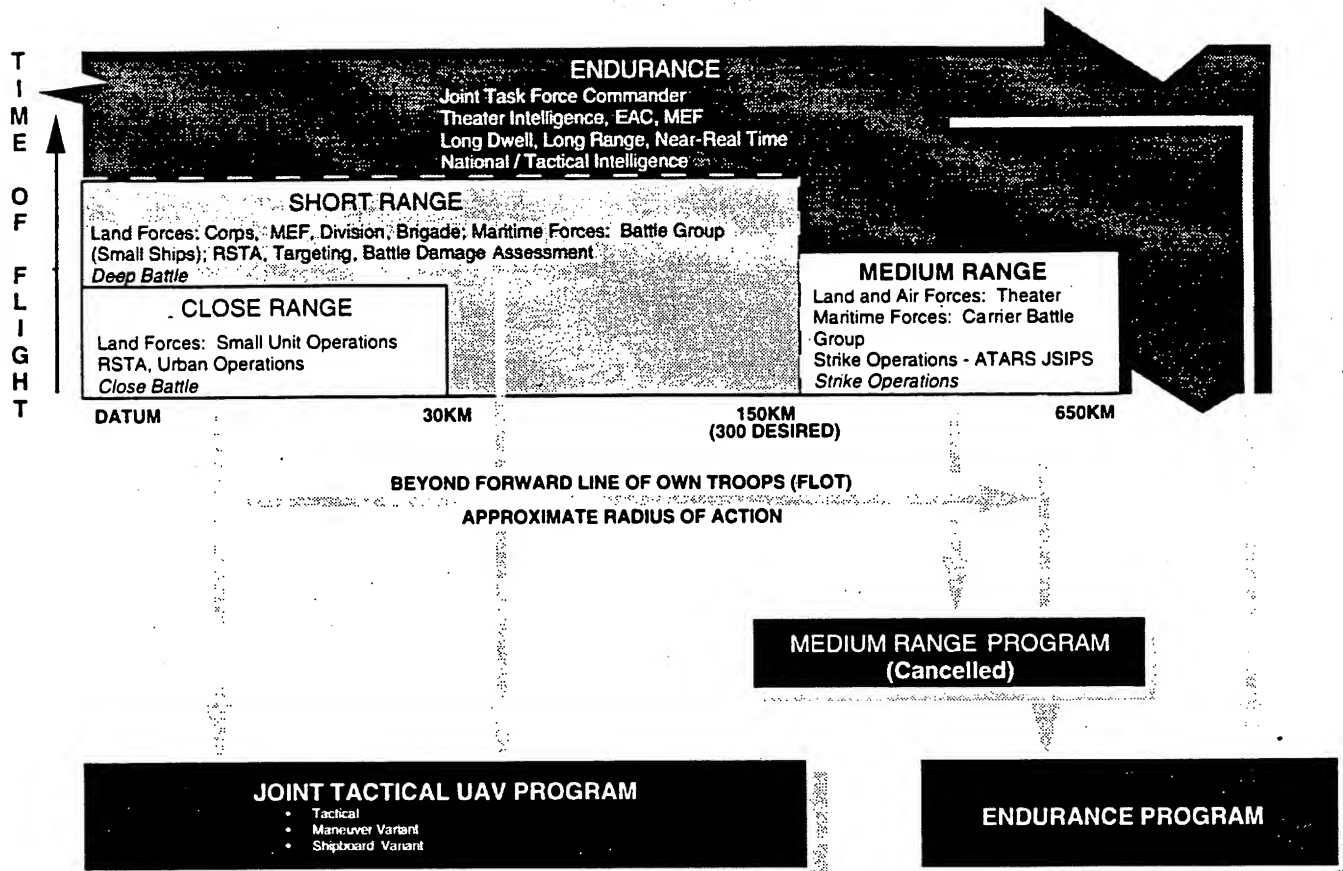 TIME OF FLIGHT
ENDURANCE
Joint Task Force Commander
Theater Intelligence, EAC, MEF
Long Dwell, Long Range, Near-Real Time
National / Tactical Intelligence
SHORT RANGE
Land Forces: Corps, MEF, Division, Brigade; Maritime Forces: Battle Group
(Small Ships); RSTA, Targeting, Battle Damage Assessment
Deep Battle
CLOSE RANGE
Land Forces: Small Unit Operations
RSTA, Urban Operations
Close Battle
MEDIUM RANGE
Land and Air Forces: Theater
Maritime Forces: Carrier Battle
Group
Strike Operations - ATARS JSIPS
Strike Operations
DATUM 30KM 150KM 650KM
(300 DESIRED)
BEYOND FORWARD LINE OF OWN TROOPS (FLOT)
APPROXIMATE RADIUS OF ACTION
MEDIUM RANGE PROGRAM
(Cancelled)
JOINT TACTICAL UAV PROGRAM
• Tactical
• Maneuver Variant
• Shipboard Variant
ENDURANCE PROGRAM